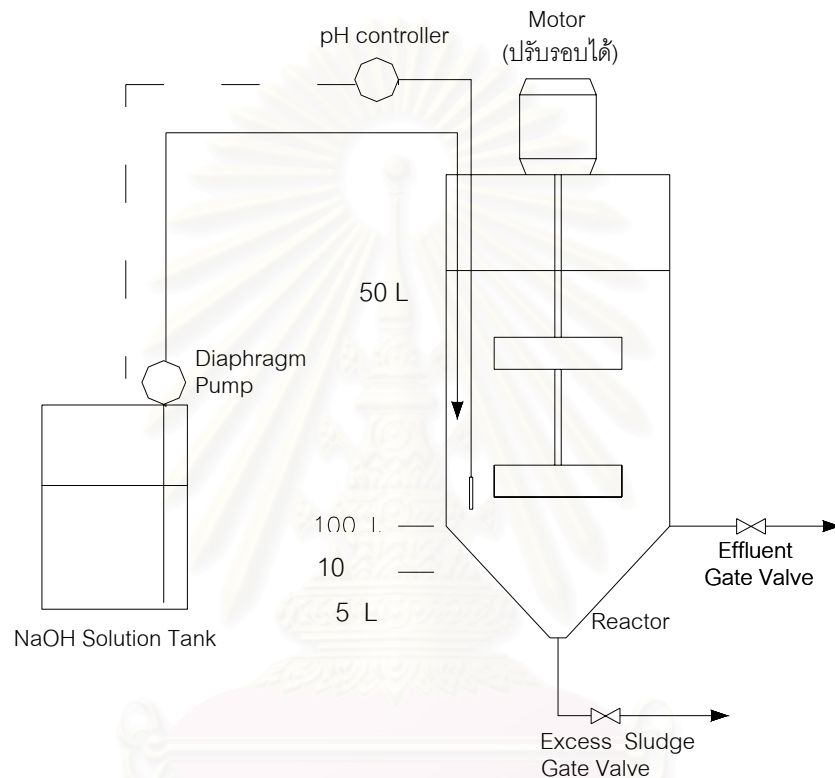 pH controller
Motor
(ปรับรอบได้)
50 L
Diaphragm
Pump
100 L
10
5 L
Effluent
Gate Valve
NaOH Solution Tank
Reactor
Excess Sludge
Gate Valve